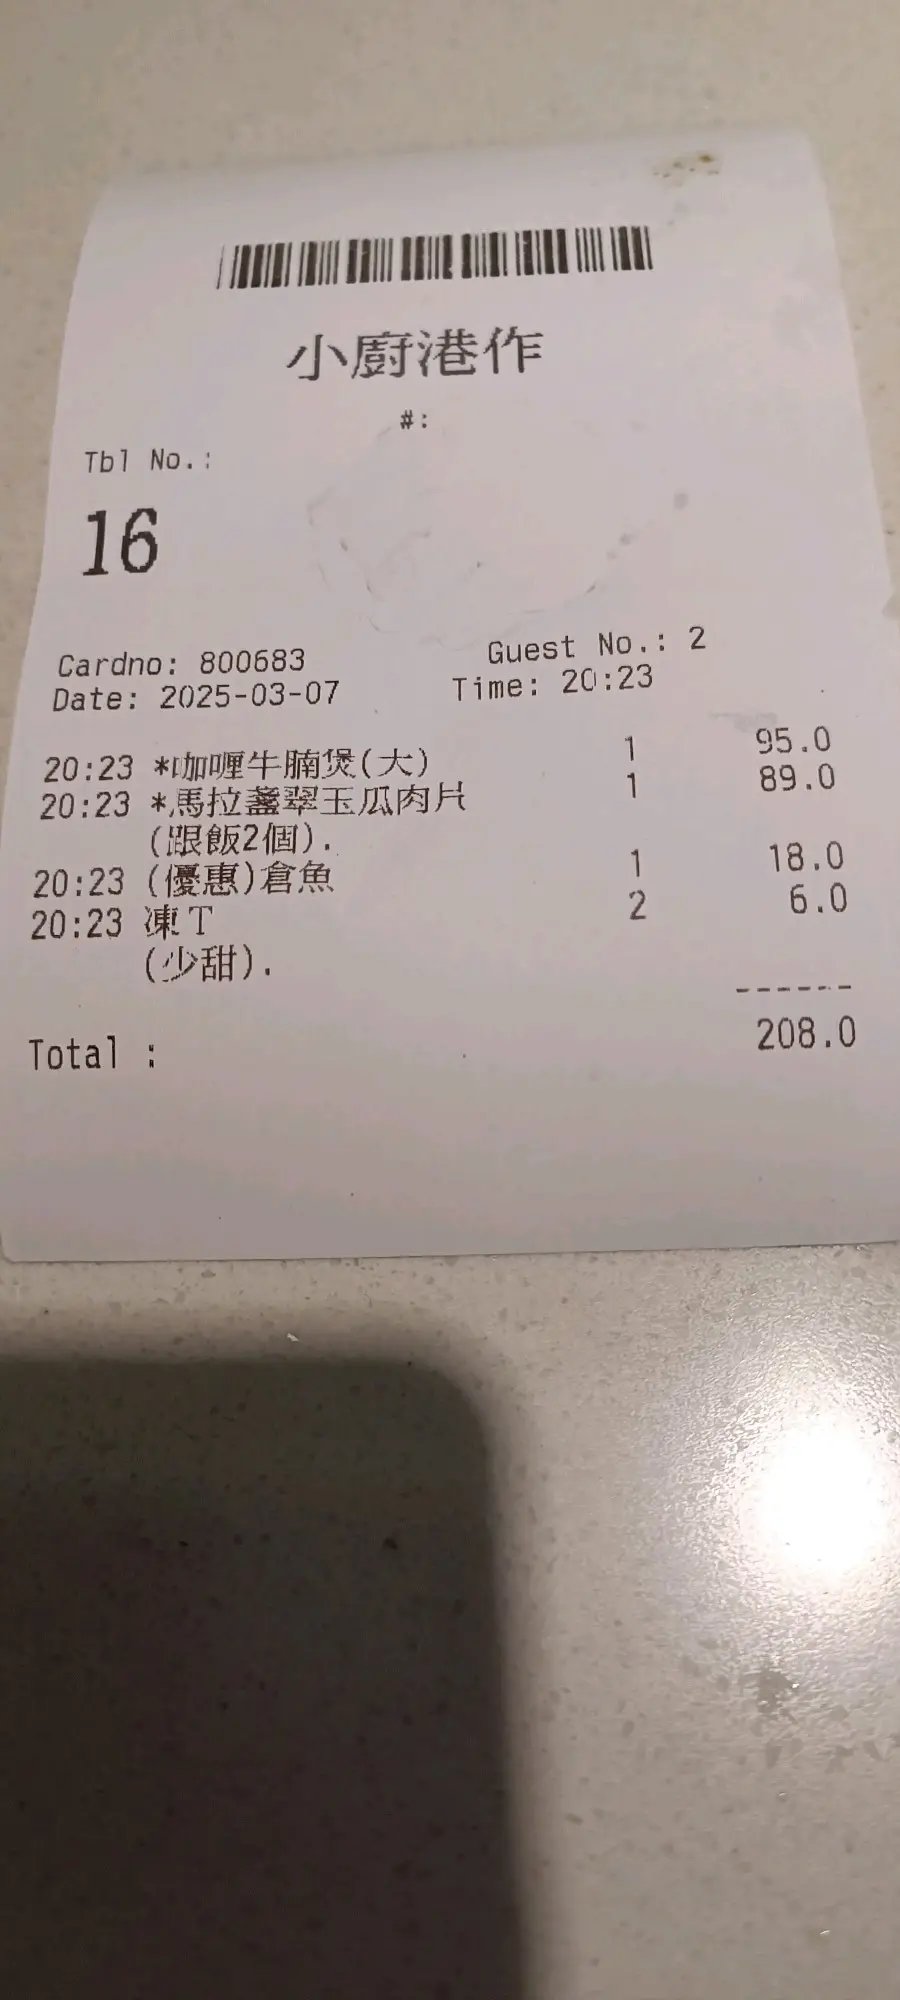 小廚港作
#:
Tbl No.:
16
Cardno: 800683 Guest No.: 2
Date: 2025-03-07 Time: 20:23
20:23 *咖喱牛腩煲(大) 1 95.0
20:23 *馬拉盞翠玉瓜肉片 1 89.0
(跟飯2個).
20:23 (優惠)倉魚 1 18.0
20:23 凍T 2 6.0
(少甜).
------
Total : 208.0